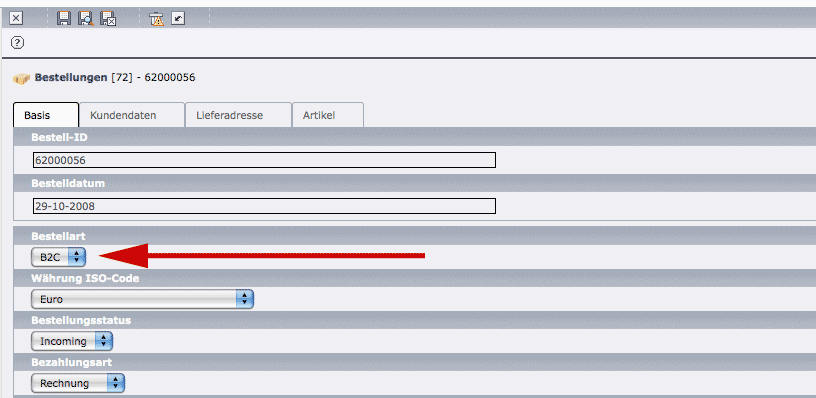 Bestellungen [72] - 62000056
Basis Kundendaten Lieferadresse Artikel
Bestell-ID
62000056
Bestelldatum
29-10-2008
Bestellart
B2C
Währung ISO-Code
Euro
Bestellungsstatus
Incoming
Bezahlungsart
Rechnung